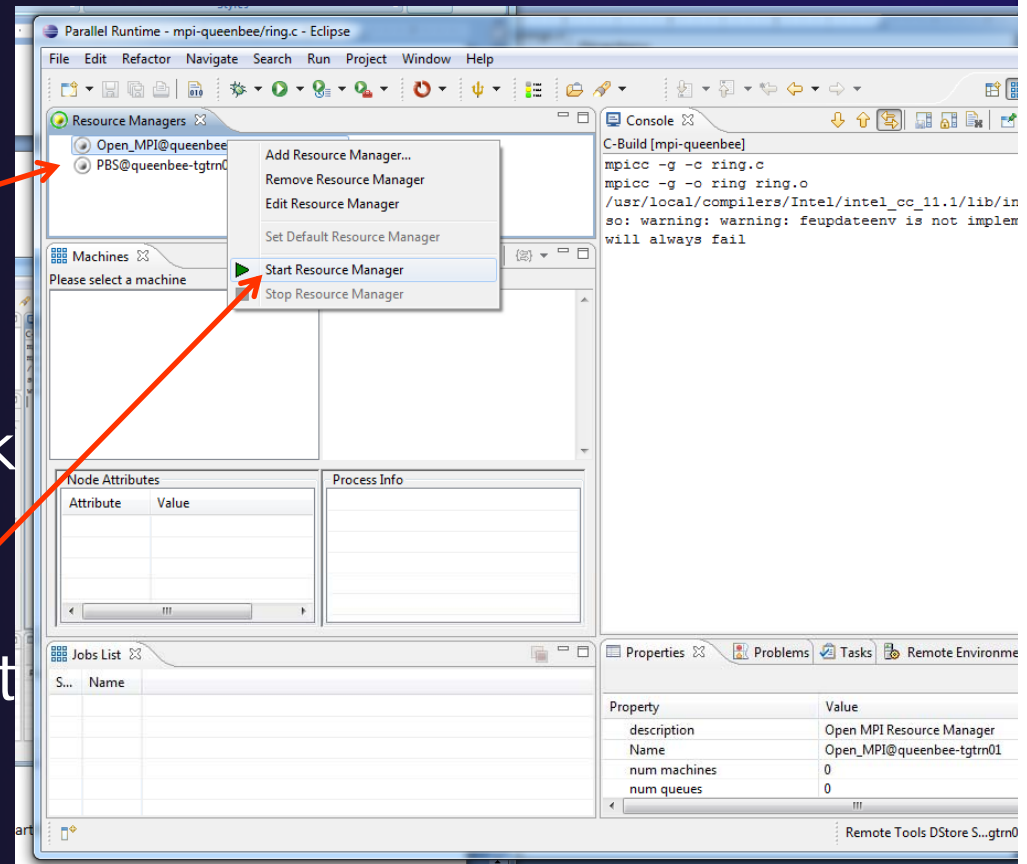 Styles
Parallel Runtime - mpi-queenbee/ring.c - Eclipse
File Edit Refactor Navigate Search Run Project Window Help
Resource Managers
Open_MPI@queenbee
PBS@queenbee-tgtrn0
Add Resource Manager...
Remove Resource Manager
Edit Resource Manager
Set Default Resource Manager
Start Resource Manager
Stop Resource Manager
Machines
Please select a machine
Node Attributes
Attribute Value
Process Info
Jobs List
S... Name
Console
C-Build [mpi-queenbee]
mpicc -g -c ring.c
mpicc -g -o ring ring.o
/usr/local/compilers/Intel/intel_cc_11.1/lib/in
so: warning: warning: feupdateenv is not implem
will always fail
Properties Problems Tasks Remote Environme
Property Value
description Open MPI Resource Manager
Name Open_MPI@queenbee-tgtrn01
num machines 0
num queues 0
Remote Tools DStore S...gtrn0
k
t
art